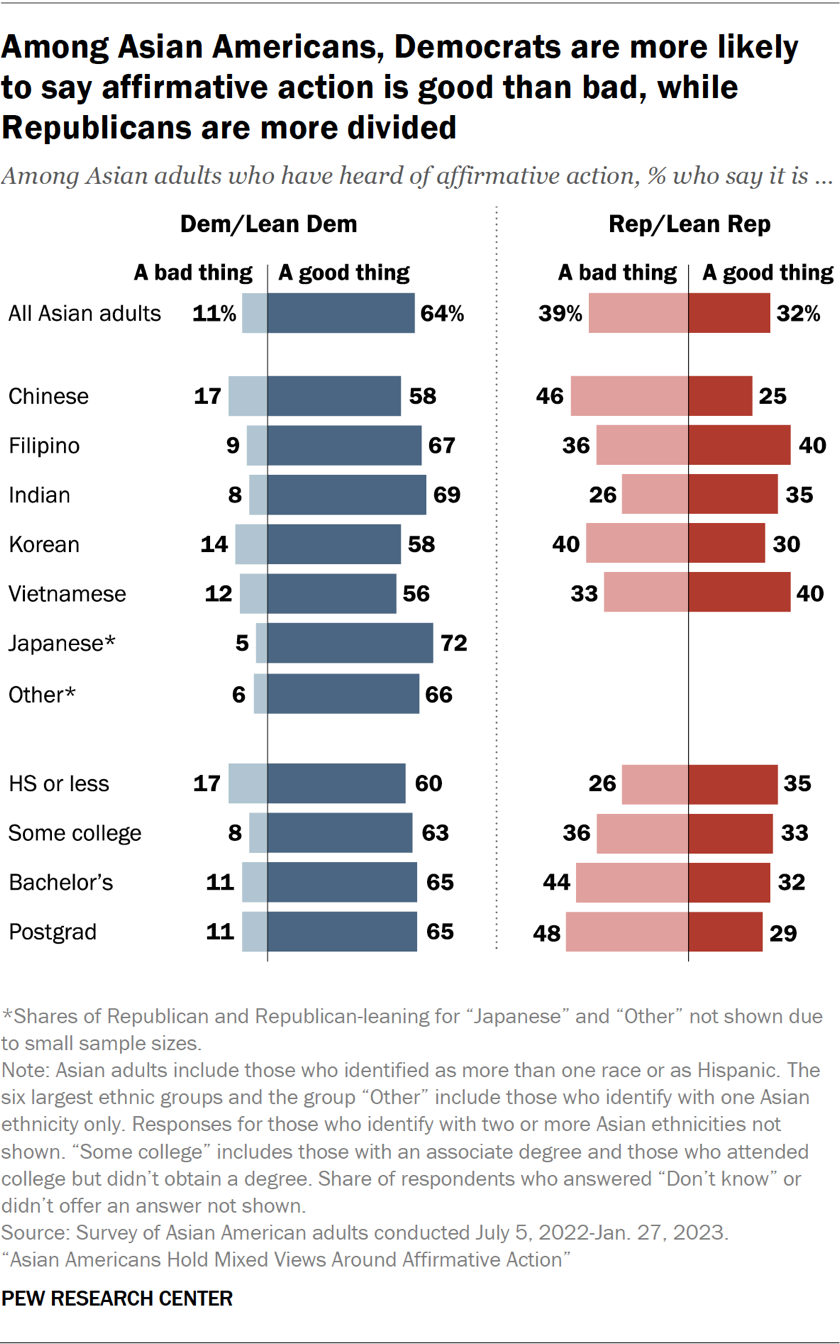 Among Asian Americans, Democrats are more likely
to say affirmative action is good than bad, while
Republicans are more divided
Among Asian adults who have heard of affirmative action, % who say it is ...
Dem/Lean Dem Rep/Lean Rep
A bad thing A good thing A bad thing A good thing
All Asian adults 11% 64% 39% 32%
Chinese 17 58 46 25
Filipino 9 67 36 40
Indian 8 69 26 35
Korean 14 58 40 30
Vietnamese 12 56 33 40
Japanese* 5 72
Other* 6 66
HS or less 17 60 26 35
Some college 8 63 36 33
Bachelor’s 11 65 44 32
Postgrad 11 65 48 29
*Shares of Republican and Republican-leaning for “Japanese” and “Other” not shown due
to small sample sizes.
Note: Asian adults include those who identified as more than one race or as Hispanic. The
six largest ethnic groups and the group “Other” include those who identify with one Asian
ethnicity only. Responses for those who identify with two or more Asian ethnicities not
shown. “Some college” includes those with an associate degree and those who attended
college but didn’t obtain a degree. Share of respondents who answered “Don’t know” or
didn’t offer an answer not shown.
Source: Survey of Asian American adults conducted July 5, 2022-Jan. 27, 2023.
“Asian Americans Hold Mixed Views Around Affirmative Action”
PEW RESEARCH CENTER